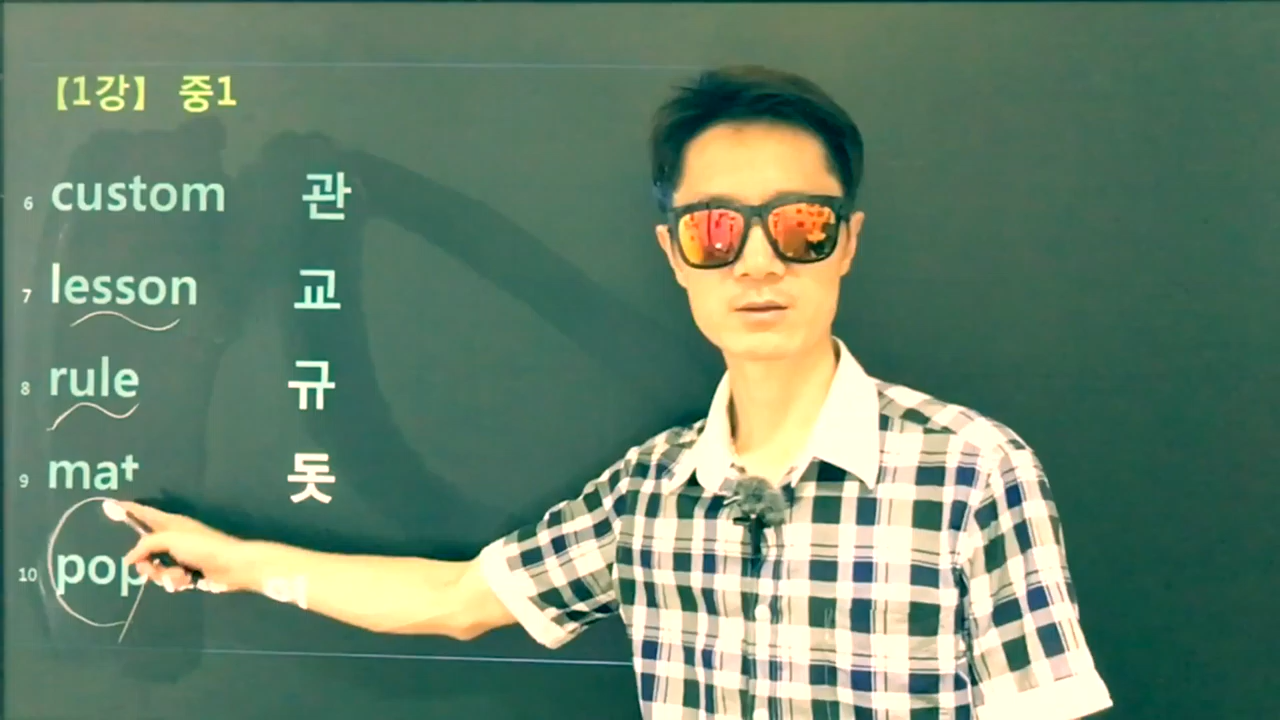 【1강】 중1
6 custom 관
7 lesson 교
8 rule 규
9 mat 돗
10 pop